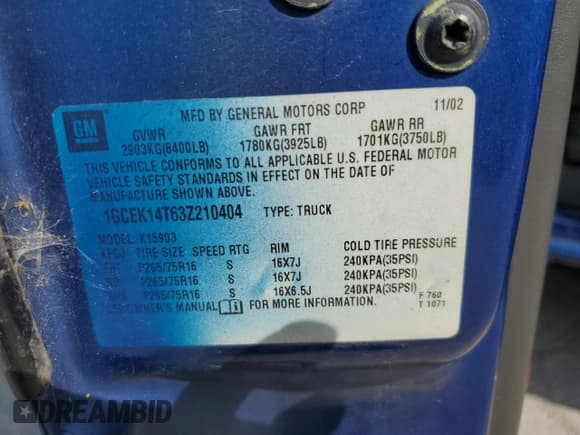 MFD BY GENERAL MOTORS CORP 11/02
GM
GVWR GAWR FRT GAWR RR
2903KG(6400LB) 1780KG(3925LB) 1701KG(3750LB)
THIS VEHICLE CONFORMS TO ALL APPLICABLE U.S. FEDERAL MOTOR
VEHICLE SAFETY STANDARDS IN EFFECT ON THE DATE OF
MANUFACTURE SHOWN ABOVE.
1GCEK14T63Z210404 TYPE: TRUCK
MODEL: K15903
TIRE SIZE SPEED RTG RIM COLD TIRE PRESSURE
FRT P265/75R16 S 16X7J 240KPA(35PSI)
P265/75R16 S 16X7J 240KPA(35PSI)
P265/75R16 S 16X6.5J 240KPA(35PSI)
SEE OWNER'S MANUAL FOR MORE INFORMATION
F 760
T 1071
DREAMBID